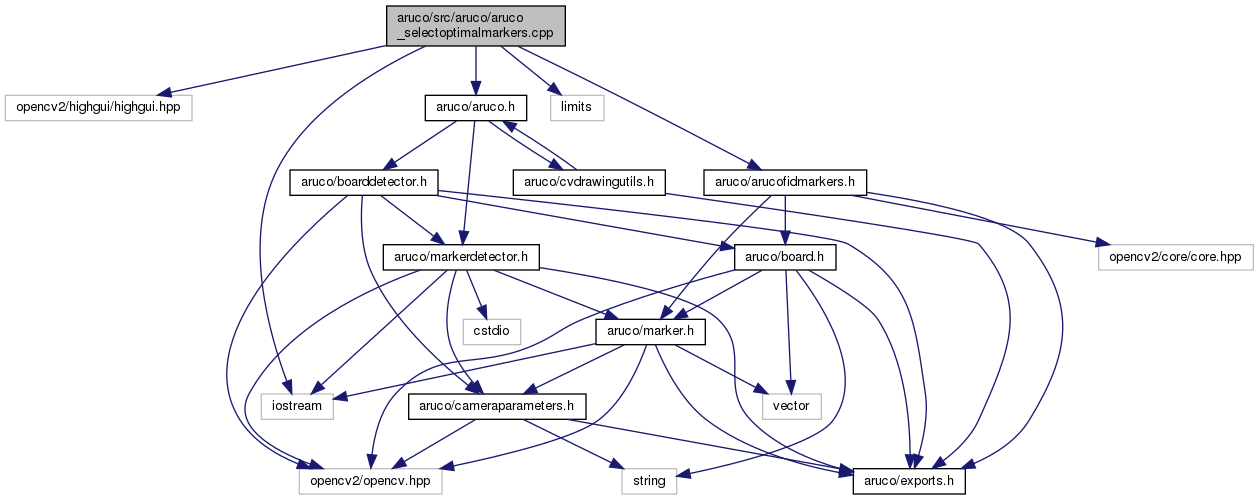 aruco/src/aruco/aruco
_selectoptimalmarkers.cpp
opencv2/highgui/highgui.hpp
aruco/aruco.h
limits
aruco/boarddetector.h
aruco/cvdrawingutils.h
aruco/arucofidmarkers.h
aruco/markerdetector.h
aruco/board.h
opencv2/core/core.hpp
cstdio
aruco/marker.h
iostream
aruco/cameraparameters.h
vector
opencv2/opencv.hpp
string
aruco/exports.h